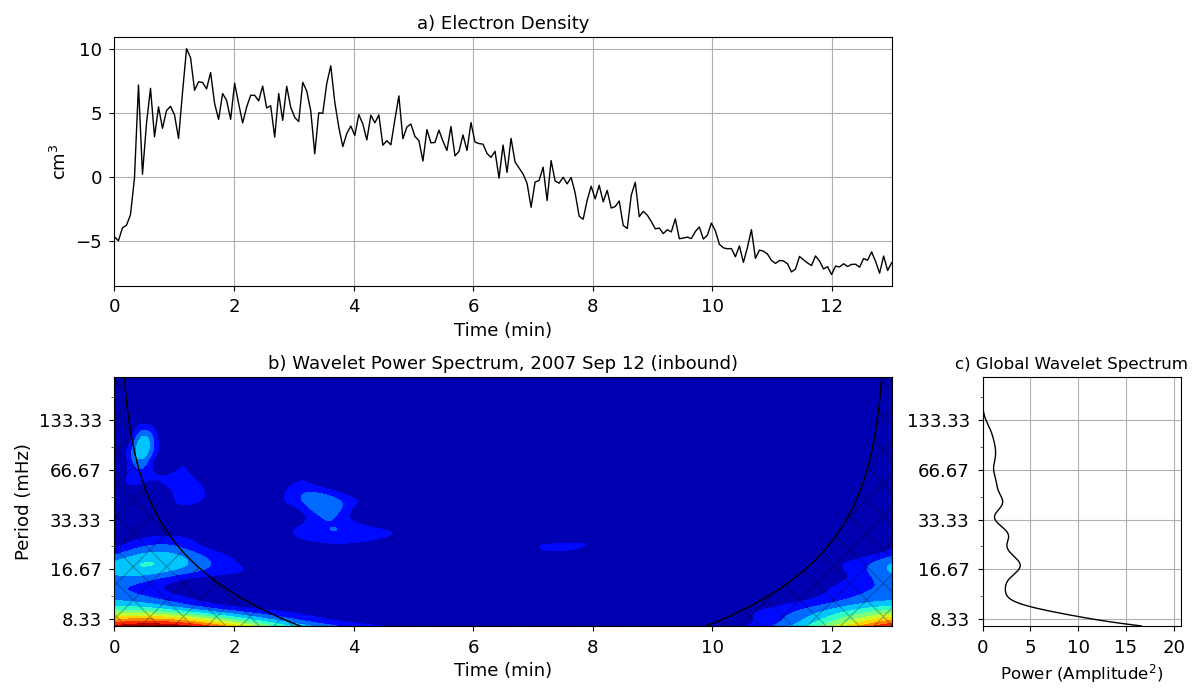 a) Electron Density
10
5
0
−5
cm³
0 2 4 6 8 10 12
Time (min)
b) Wavelet Power Spectrum, 2007 Sep 12 (inbound)
133.33
66.67
33.33
16.67
8.33
Period (mHz)
0 2 4 6 8 10 12
Time (min)
c) Global Wavelet Spectrum
133.33
66.67
33.33
16.67
8.33
0 5 10 15 20
Power (Amplitude²)